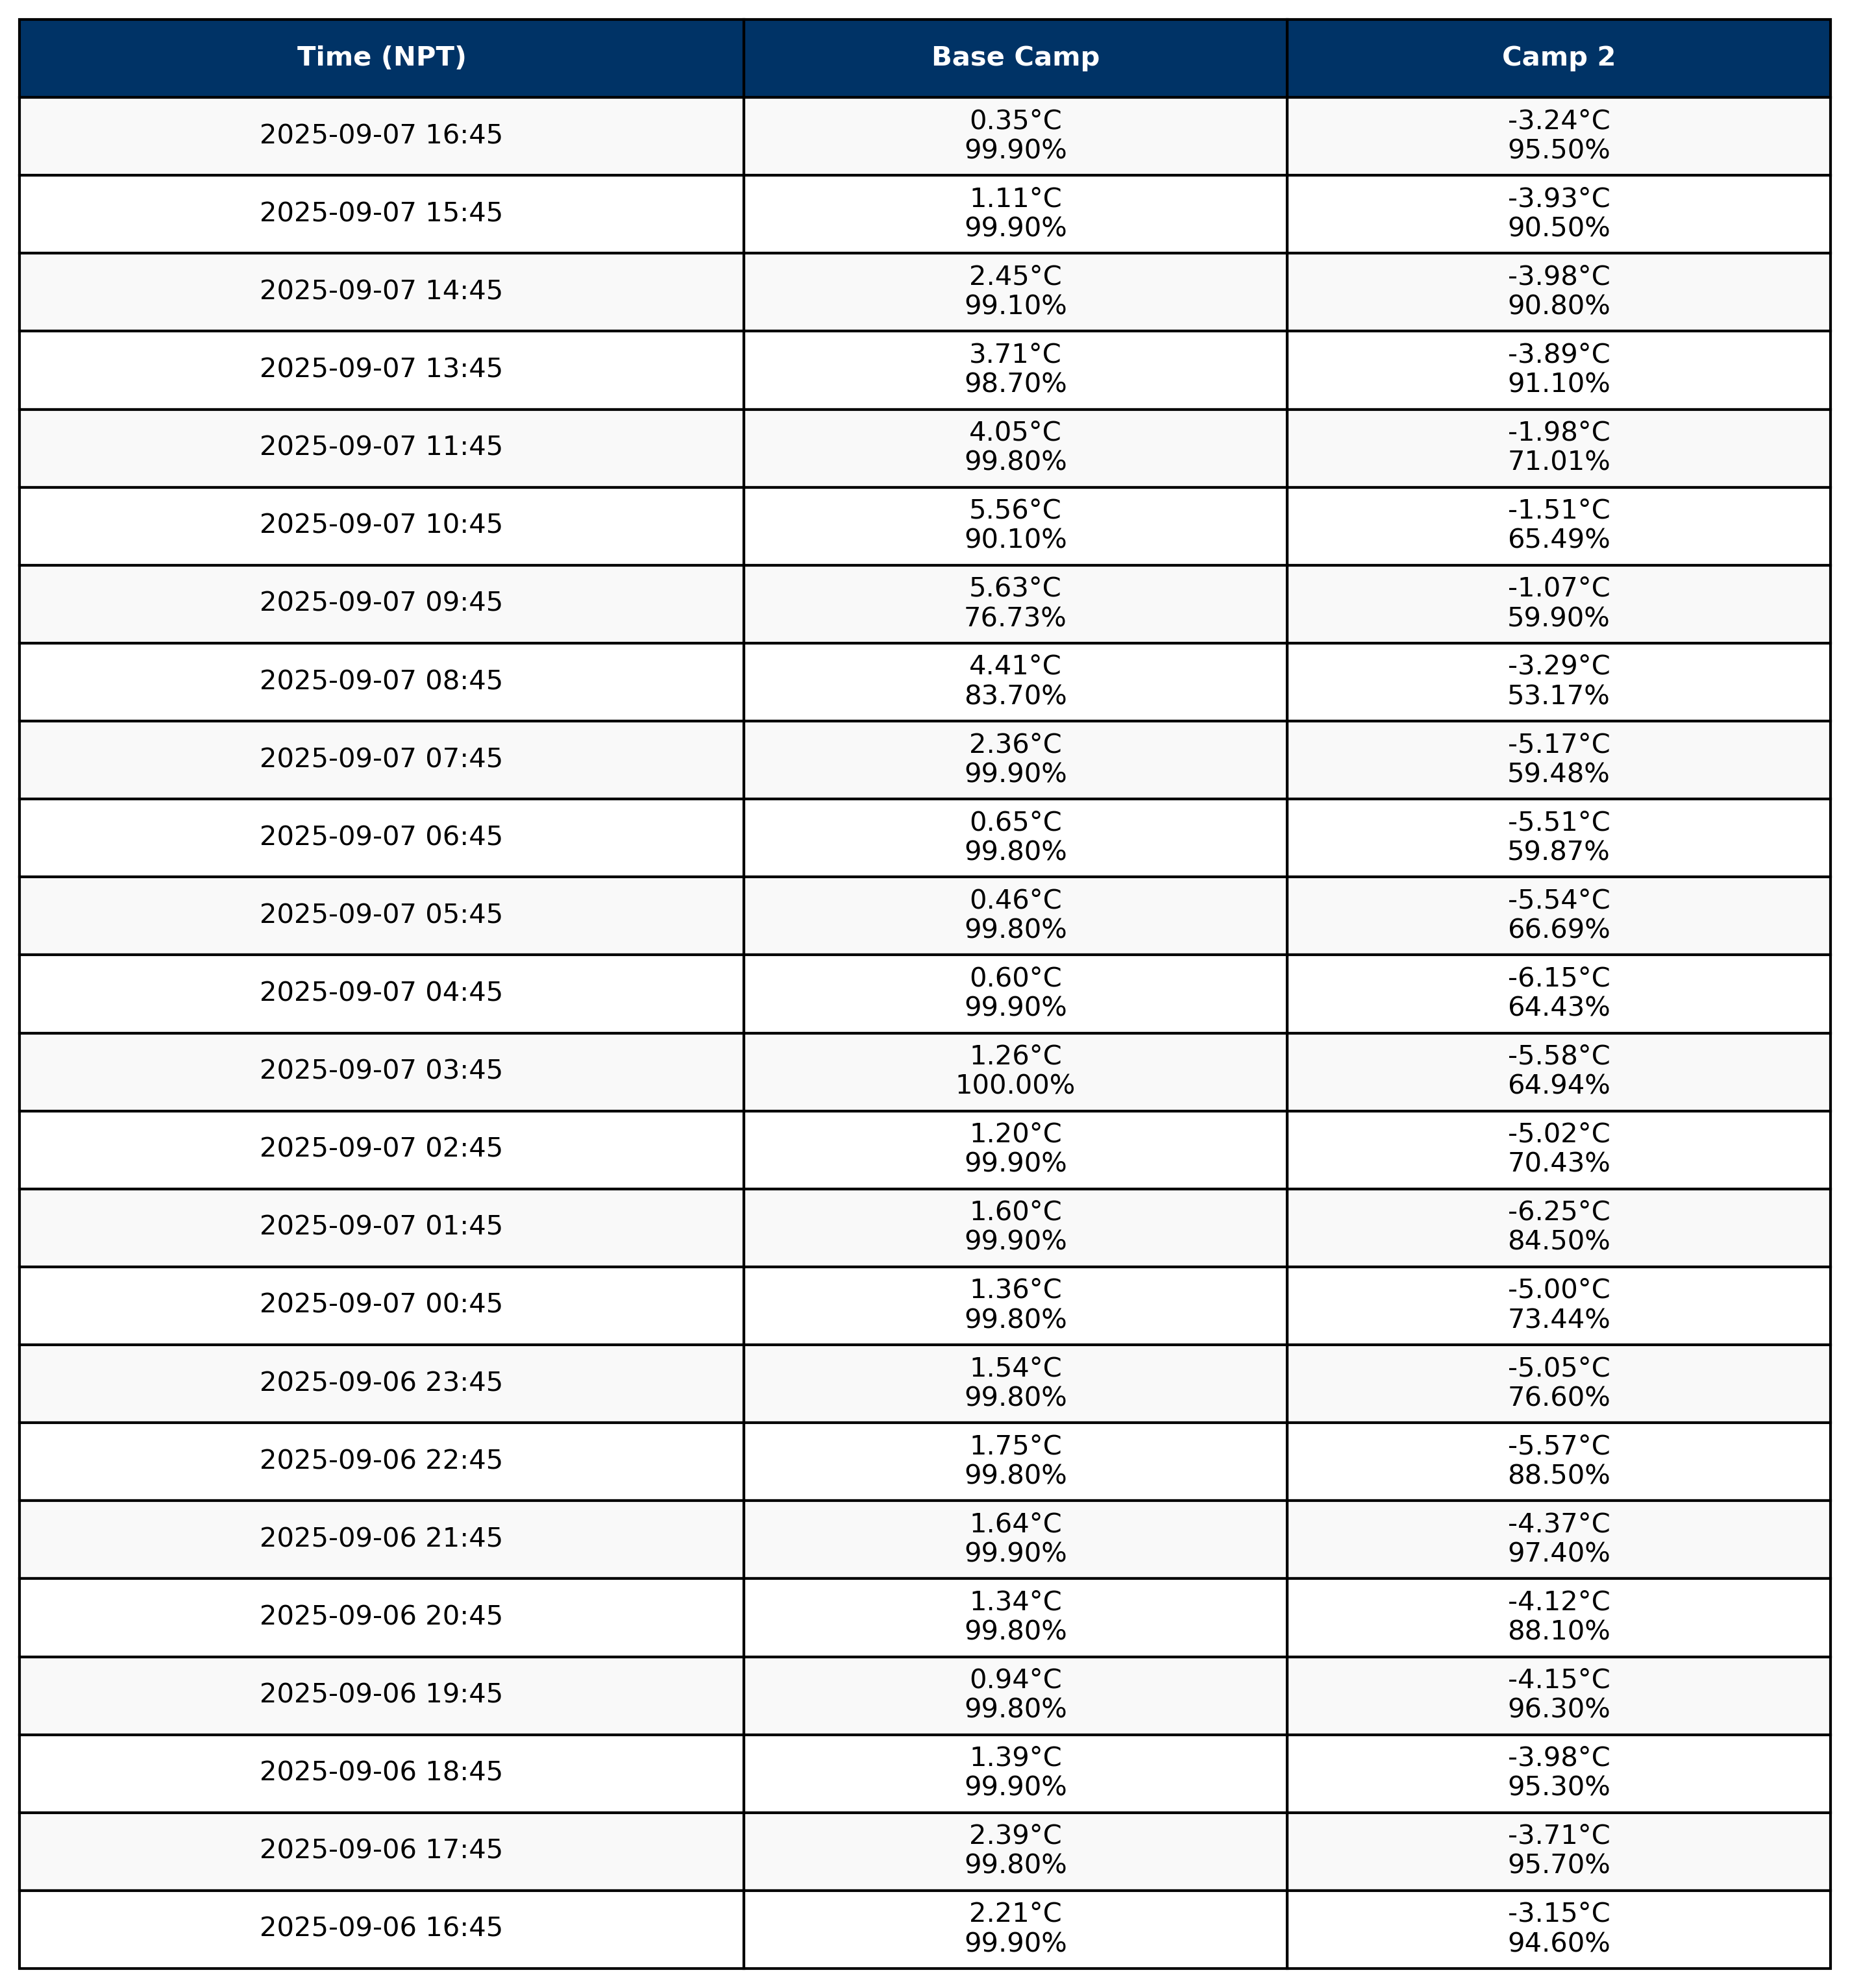 Time (NPT) Base Camp Camp 2
2025-09-07 16:45 0.35°C -3.24°C
99.90% 95.50%
2025-09-07 15:45 1.11°C -3.93°C
99.90% 90.50%
2025-09-07 14:45 2.45°C -3.98°C
99.10% 90.80%
2025-09-07 13:45 3.71°C -3.89°C
98.70% 91.10%
2025-09-07 11:45 4.05°C -1.98°C
99.80% 71.01%
2025-09-07 10:45 5.56°C -1.51°C
90.10% 65.49%
2025-09-07 09:45 5.63°C -1.07°C
76.73% 59.90%
2025-09-07 08:45 4.41°C -3.29°C
83.70% 53.17%
2025-09-07 07:45 2.36°C -5.17°C
99.90% 59.48%
2025-09-07 06:45 0.65°C -5.51°C
99.80% 59.87%
2025-09-07 05:45 0.46°C -5.54°C
99.80% 66.69%
2025-09-07 04:45 0.60°C -6.15°C
99.90% 64.43%
2025-09-07 03:45 1.26°C -5.58°C
100.00% 64.94%
2025-09-07 02:45 1.20°C -5.02°C
99.90% 70.43%
2025-09-07 01:45 1.60°C -6.25°C
99.90% 84.50%
2025-09-07 00:45 1.36°C -5.00°C
99.80% 73.44%
2025-09-06 23:45 1.54°C -5.05°C
99.80% 76.60%
2025-09-06 22:45 1.75°C -5.57°C
99.80% 88.50%
2025-09-06 21:45 1.64°C -4.37°C
99.90% 97.40%
2025-09-06 20:45 1.34°C -4.12°C
99.80% 88.10%
2025-09-06 19:45 0.94°C -4.15°C
99.80% 96.30%
2025-09-06 18:45 1.39°C -3.98°C
99.90% 95.30%
2025-09-06 17:45 2.39°C -3.71°C
99.80% 95.70%
2025-09-06 16:45 2.21°C -3.15°C
99.90% 94.60%